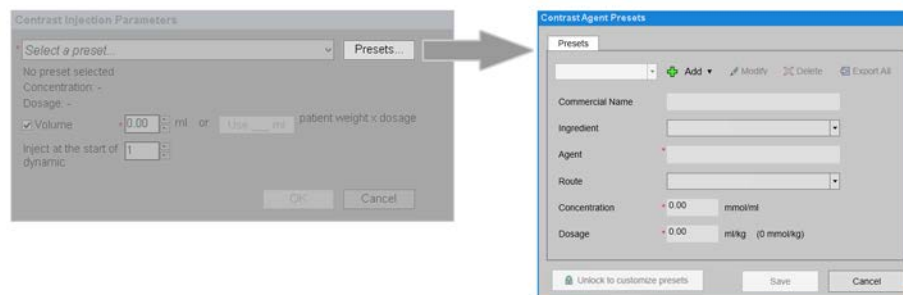 Contrast Injection Parameters
* Select a preset... Presets...
No preset selected
Concentration: -
Dosage: -
Volume * 0.00 ml or Use ___ ml patient weight x dosage
Inject at the start of dynamic 1
OK Cancel
Contrast Agent Presets
Presets
Add Modify Delete Export All
Commercial Name
Ingredient
Agent *
Route
Concentration * 0.00 mmol/ml
Dosage * 0.00 ml/kg (0 mmol/kg)
Unlock to customize presets Save Cancel